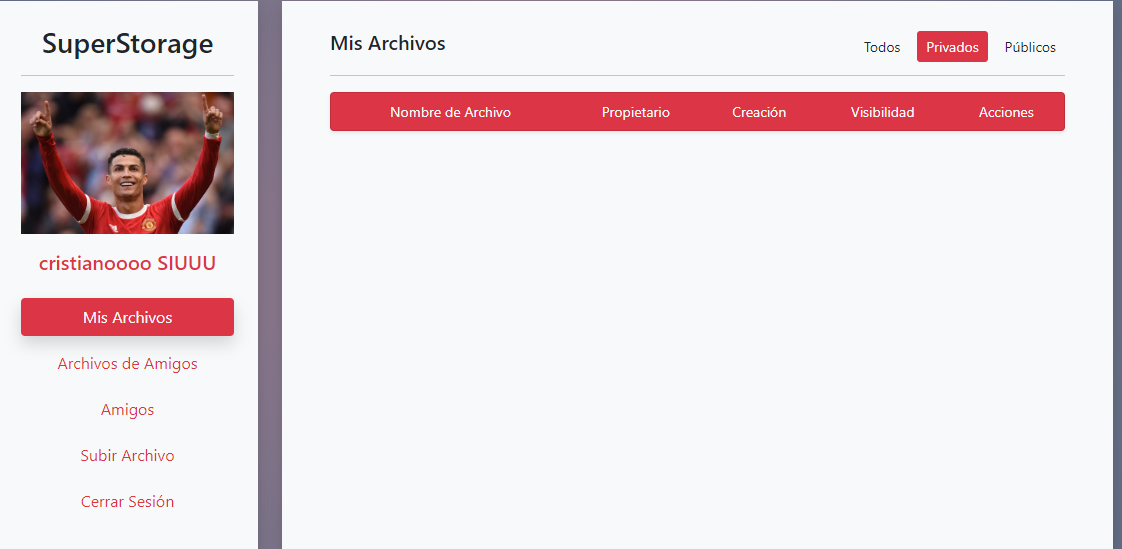 SuperStorage
cristianoooo SIUUU
Mis Archivos
Archivos de Amigos
Amigos
Subir Archivo
Cerrar Sesión
Mis Archivos
Todos Privados Públicos
Nombre de Archivo Propietario Creación Visibilidad Acciones